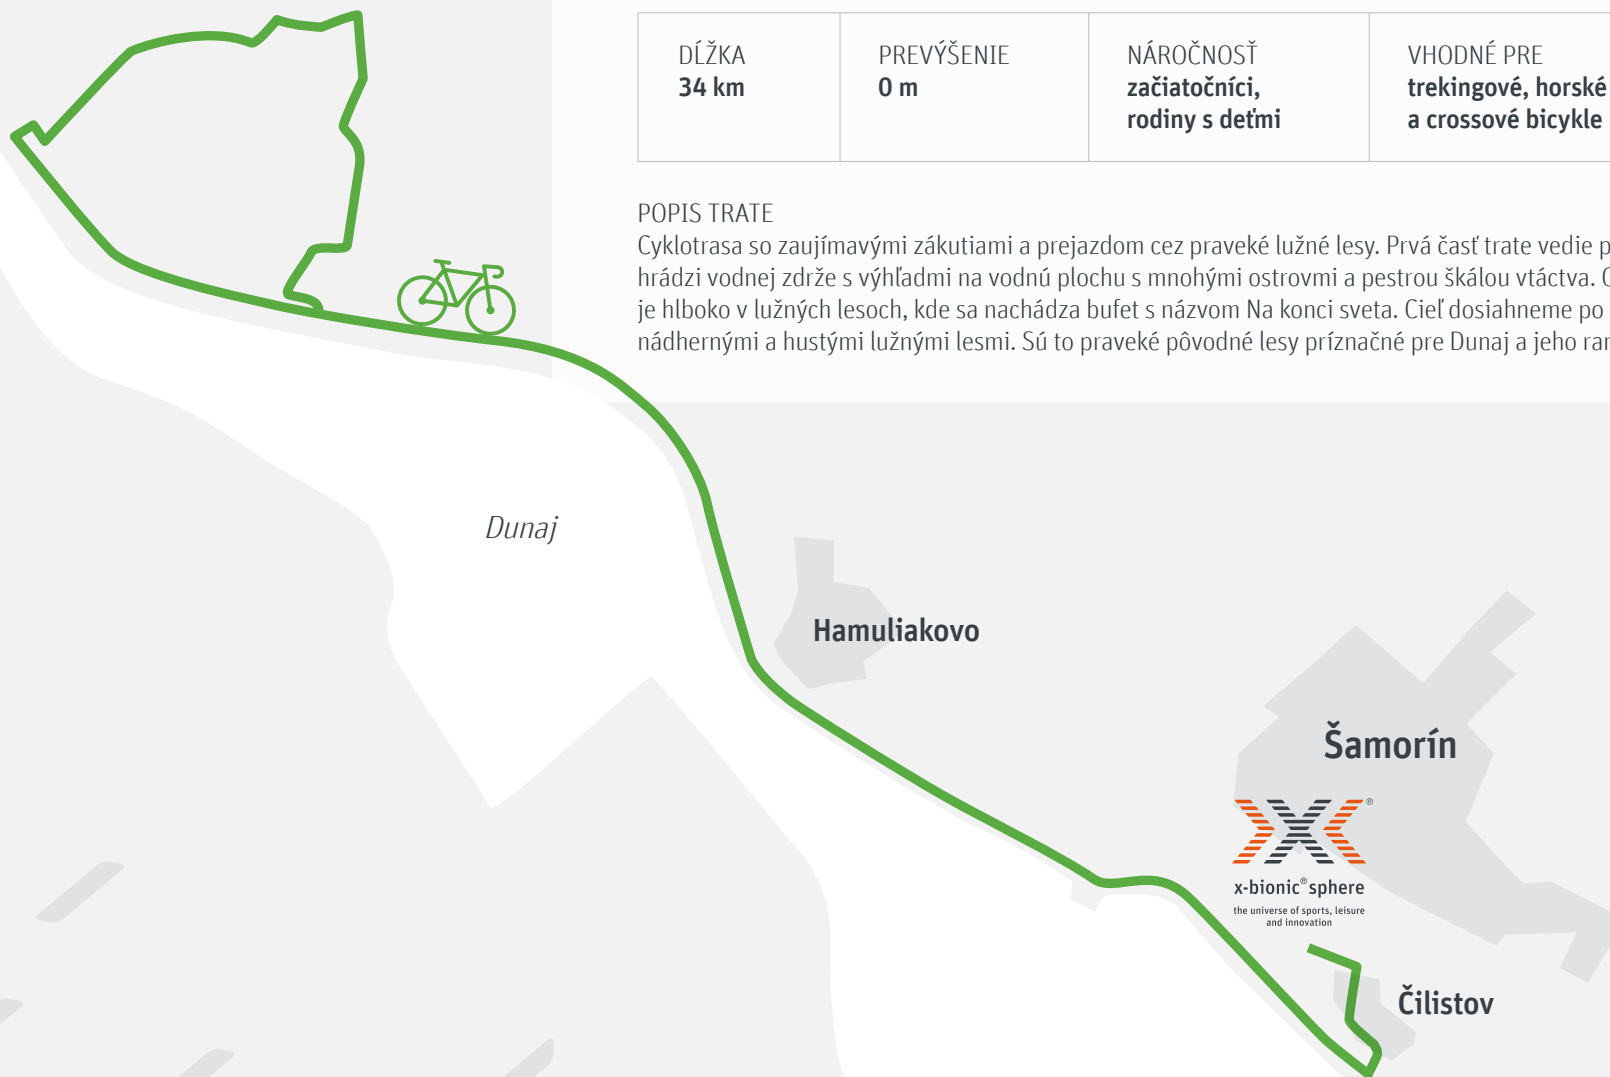 DĹŽKA
34 km
PREVÝŠENIE
0 m
NÁROČNOSŤ
začiatočníci,
rodiny s deťmi
VHODNÉ PRE
trekingové, horské
a crossové bicykle
POPIS TRATE
Cyklotrasa so zaujímavými zákutiami a prejazdom cez praveké lužné lesy. Prvá časť trate vedie
hrádzi vodnej zdrže s výhľadmi na vodnú plochu s mnohými ostrovmi a pestrou škálou vtáctva.
je hlboko v lužných lesoch, kde sa nachádza bufet s názvom Na konci sveta. Cieľ dosiahneme po
nádhernými a hustými lužnými lesmi. Sú to praveké pôvodné lesy príznačné pre Dunaj a jeho
Dunaj
Hamuliakovo
Šamorín
®
x-bionic® sphere
the universe of sports, leisure
and innovation
Čilistov